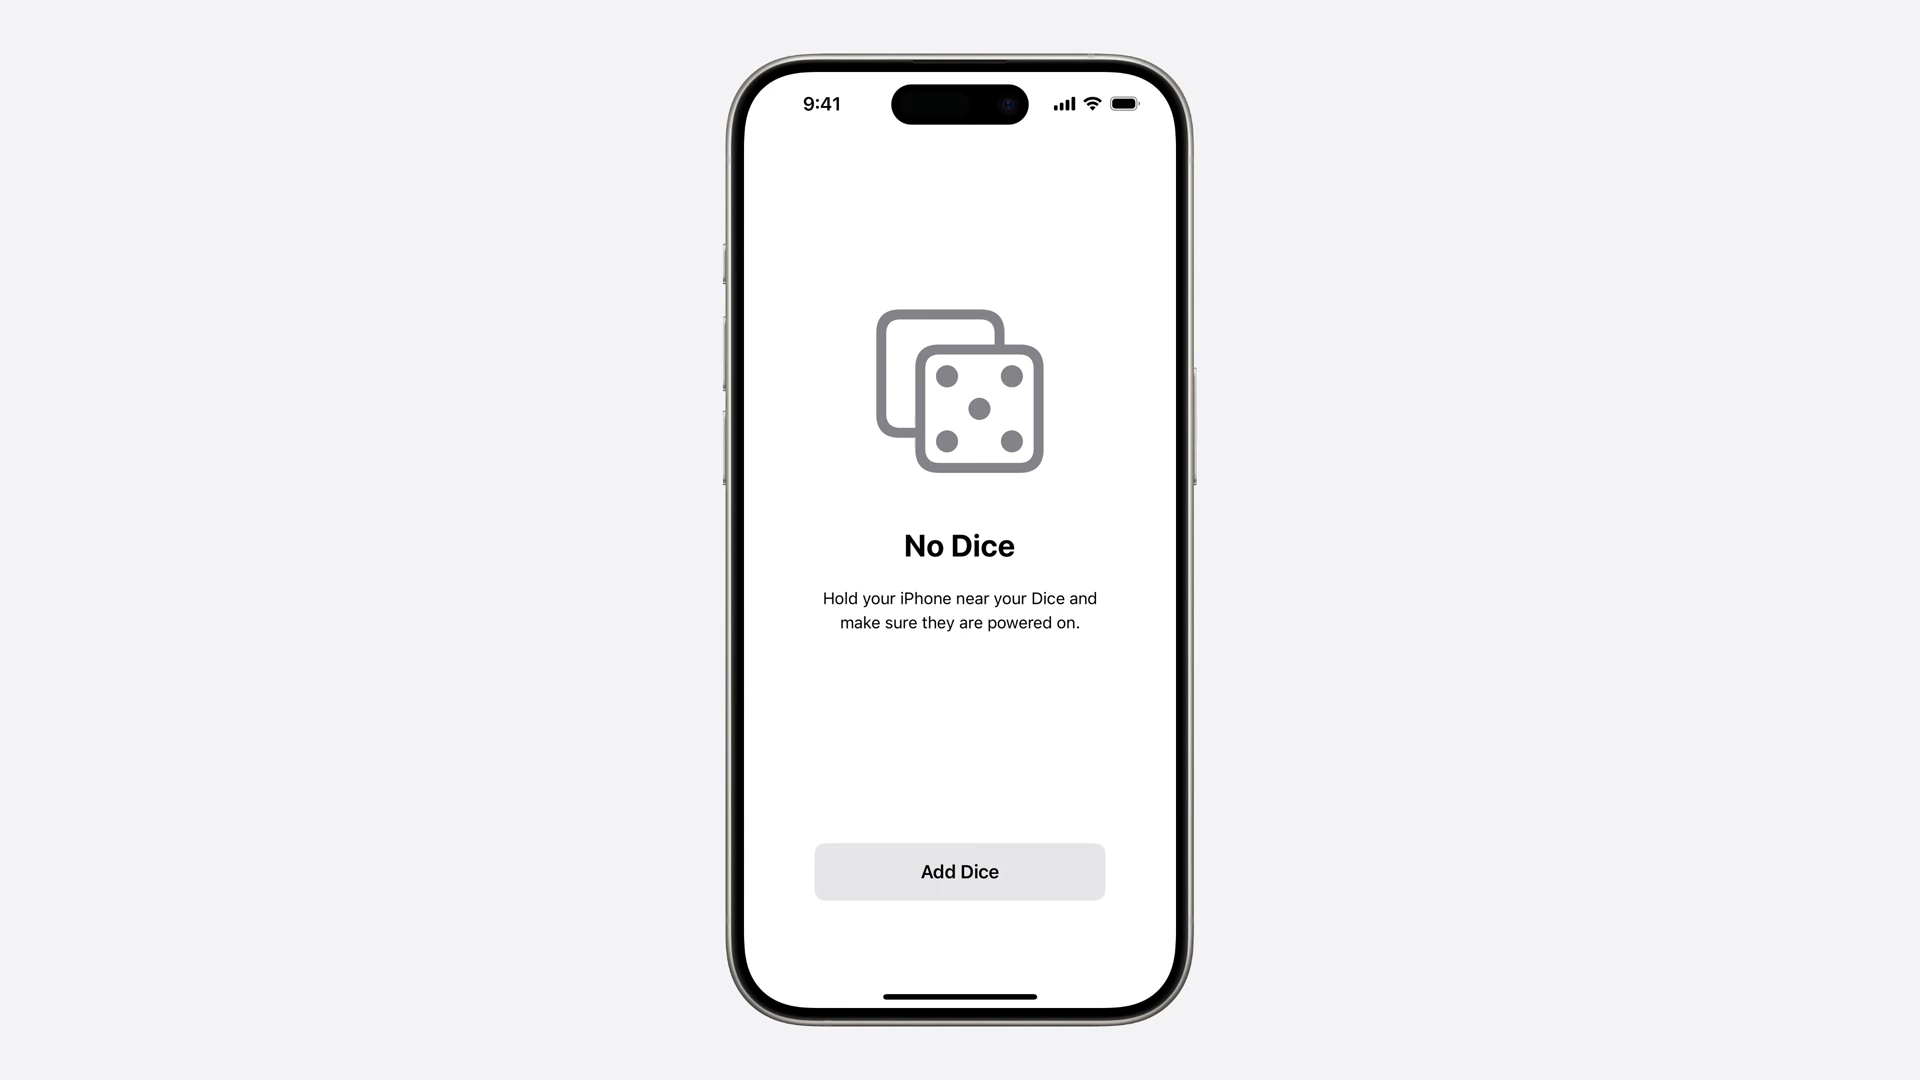 9:41
No Dice
Hold your iPhone near your Dice and
make sure they are powered on.
Add Dice